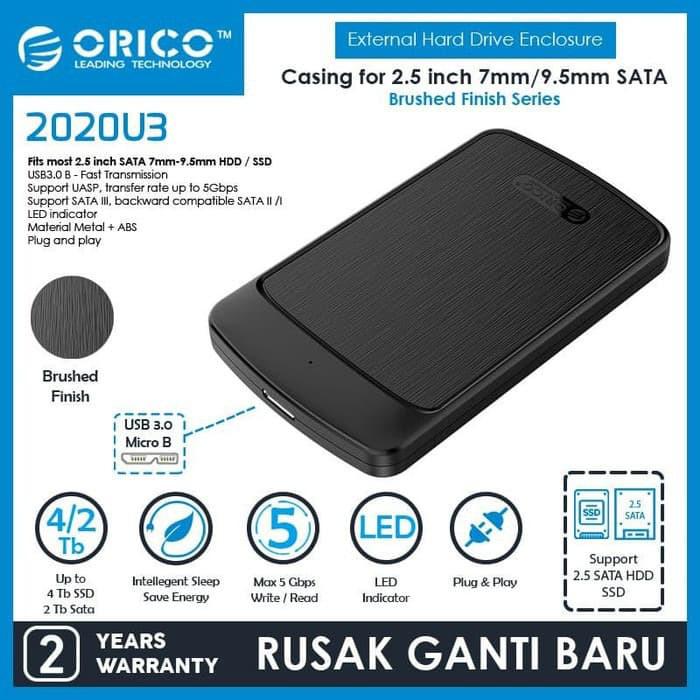 ORICO™
LEADING TECHNOLOGY
External Hard Drive Enclosure
Casing for 2.5 inch 7mm/9.5mm SATA
Brushed Finish Series
2020U3
Fits most 2.5 inch SATA 7mm-9.5mm HDD / SSD
USB3.0 B - Fast Transmission
Support UASP, transfer rate up to 5Gbps
Support SATA III, backward compatible SATA II /I
LED indicator
Material Metal + ABS
Plug and play
ORICO
Brushed
Finish
USB 3.0
Micro B
4/2
Tb
Up to
4 Tb SSD
2 Tb Sata
Intellegent Sleep
Save Energy
5
Max 5 Gbps
Write / Read
LED
LED
Indicator
Plug & Play
SSD
2.5
SATA
Support
2.5 SATA HDD
SSD
2 YEARS
WARRANTY
RUSAK GANTI BARU